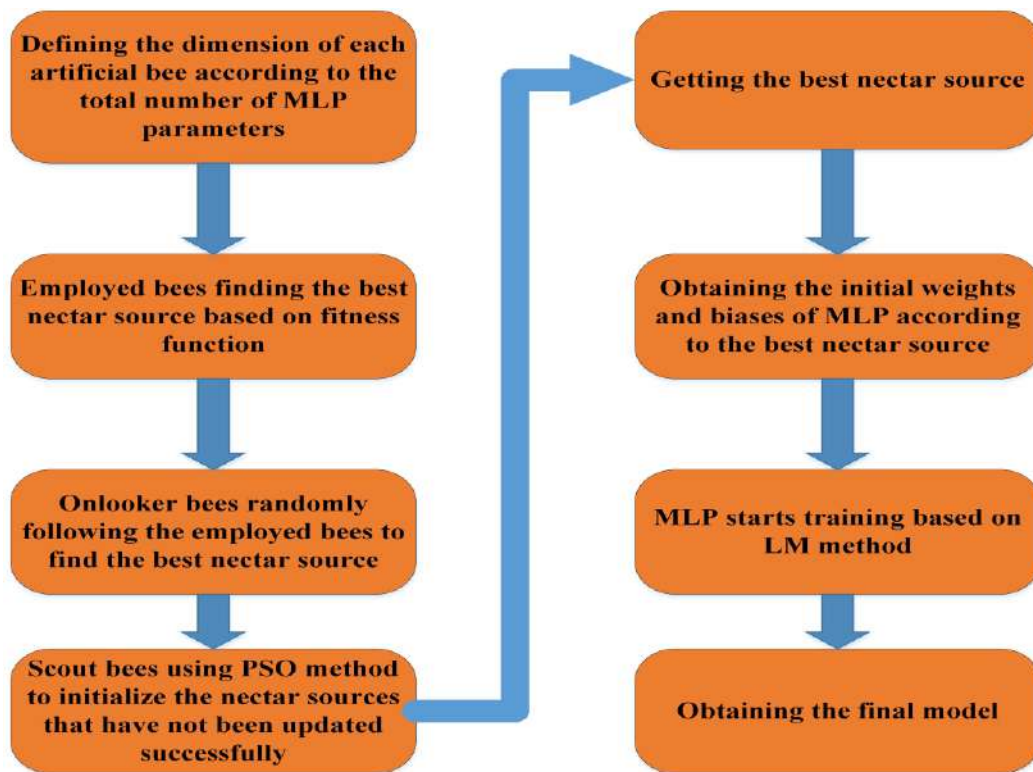 Defining the dimension of each
artificial bee according to the
total number of MLP
parameters
Employed bees finding the best
nectar source based on fitness
function
Onlooker bees randomly
following the employed bees to
find the best nectar source
Scout bees using PSO method
to initialize the nectar sources
that have not been updated
successfully
Getting the best nectar source
Obtaining the initial weights
and biases of MLP according
to the best nectar source
MLP starts training based on
LM method
Obtaining the final model